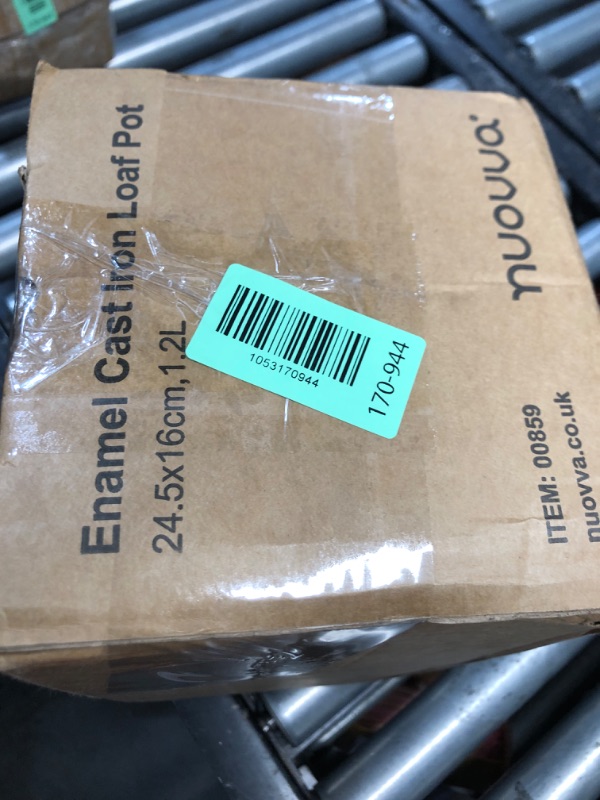 Enamel Cast Iron Loaf Pot
24.5x16cm,1,2L
1053170944
170-944
nuovva
ITEM: 00859
nuovva.co.uk